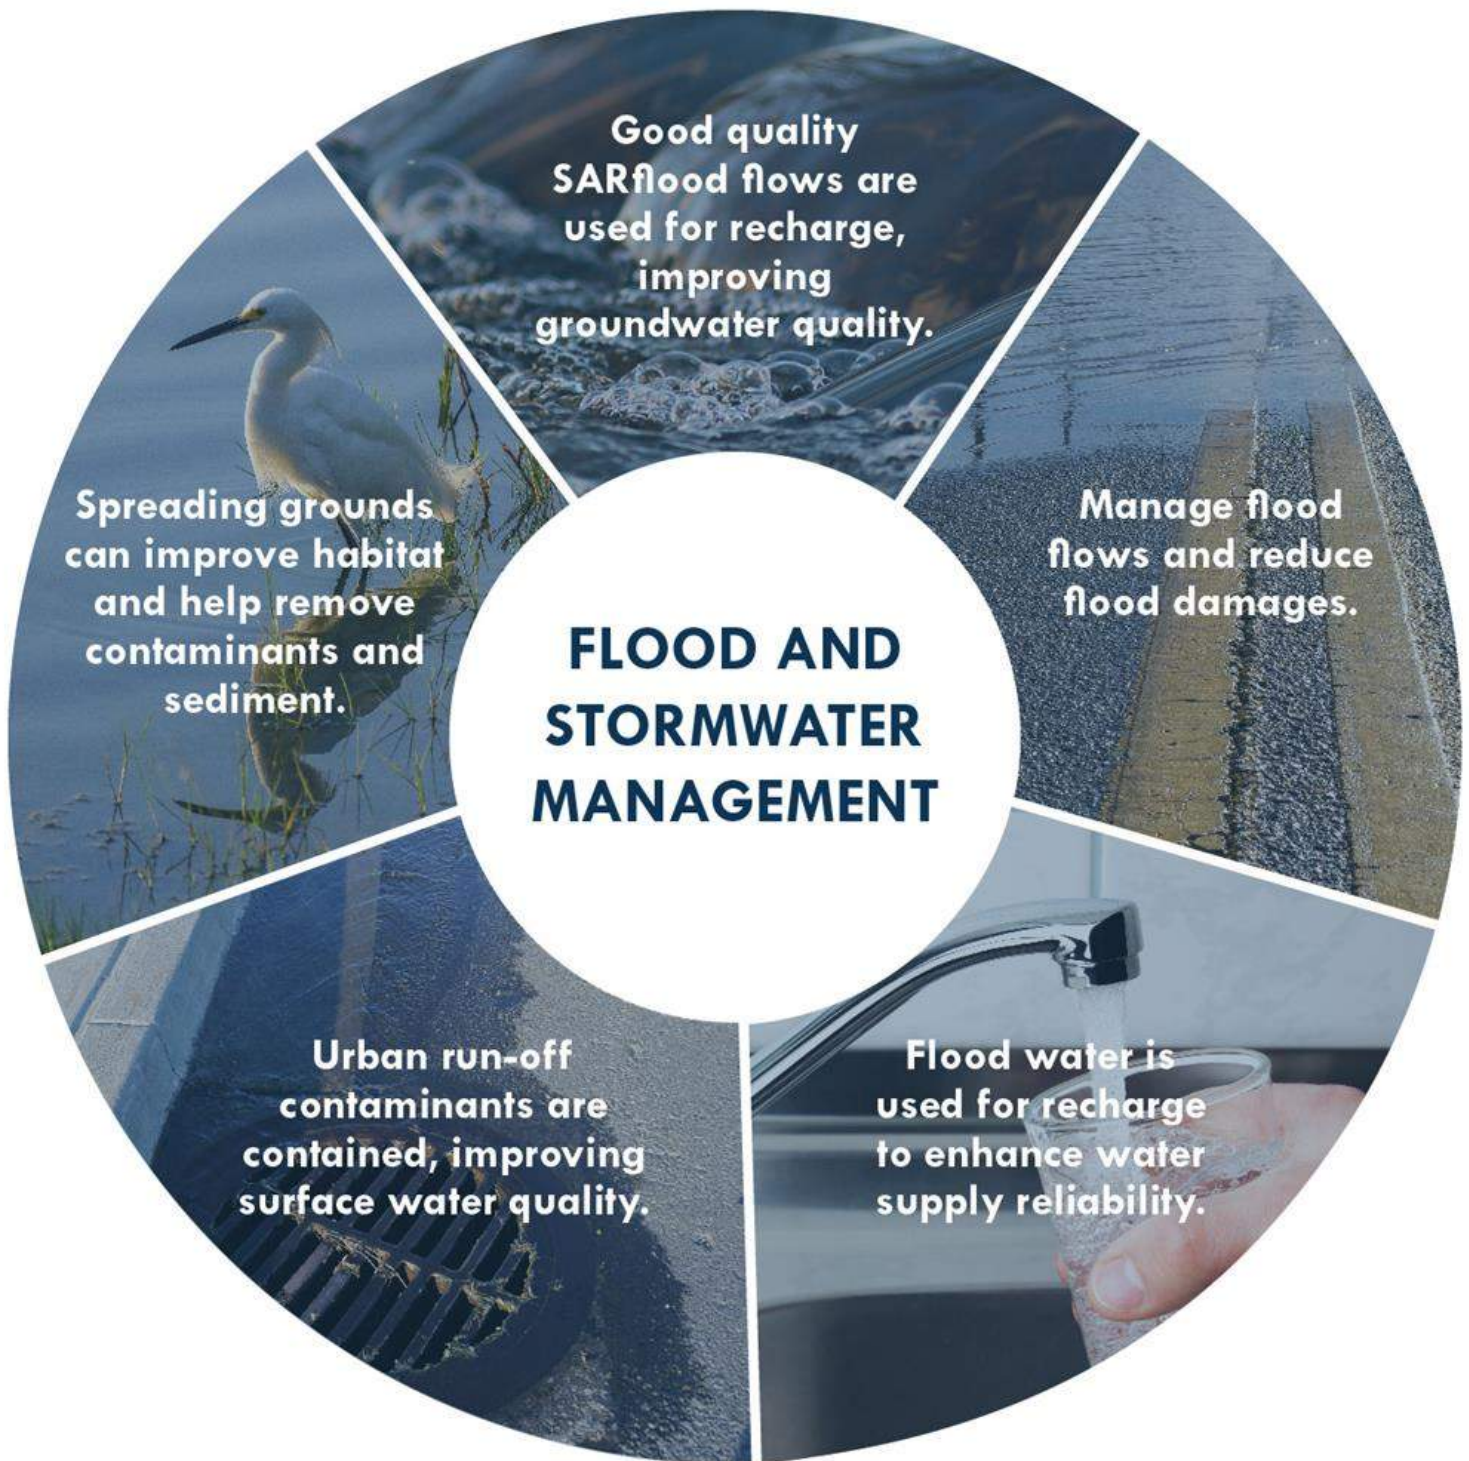 Good quality
SARflood flows are
used for recharge,
improving
groundwater quality.
Manage flood
flows and reduce
flood damages.
Flood water is
used for recharge
to enhance water
supply reliability.
Urban run-off
contaminants are
contained, improving
surface water quality.
Spreading grounds
can improve habitat
and help remove
contaminants and
sediment.
FLOOD AND
STORMWATER
MANAGEMENT